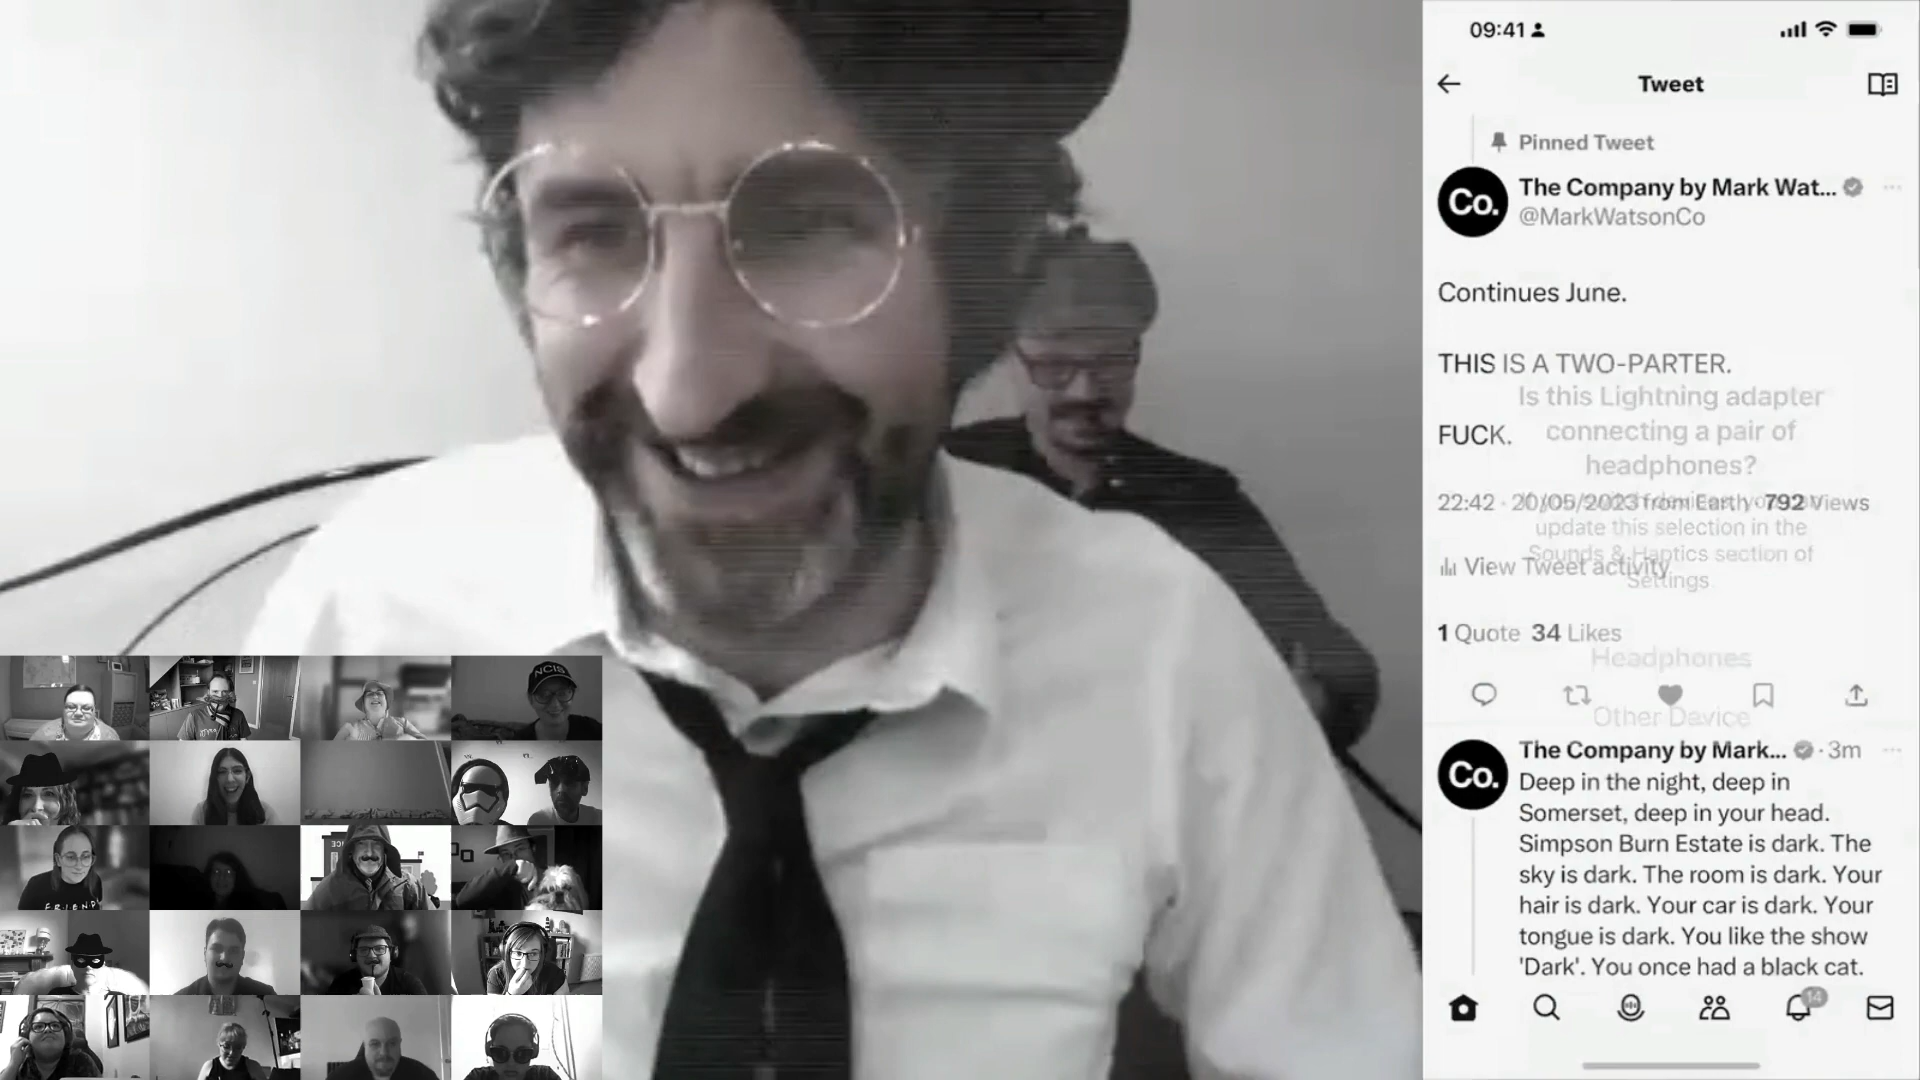 09:41
Tweet
Pinned Tweet
Co.
The Company by Mark Wat...
@MarkWatsonCo
Continues June.
THIS IS A TWO-PARTER.
Is this Lightning adapter
connecting a pair of
headphones?
FUCK.
22:42 · 20/05/2023 from Earth · 792 Views
update this selection in the
Sounds & Haptics section of
Settings.
View Tweet activity
1 Quote 34 Likes
Headphones
Other Device
Co.
The Company by Mark... · 3m
Deep in the night, deep in
Somerset, deep in your head.
Simpson Burn Estate is dark. The
sky is dark. The room is dark. Your
hair is dark. Your car is dark. Your
tongue is dark. You like the show
'Dark'. You once had a black cat.
14
NCIS
FRIENDS